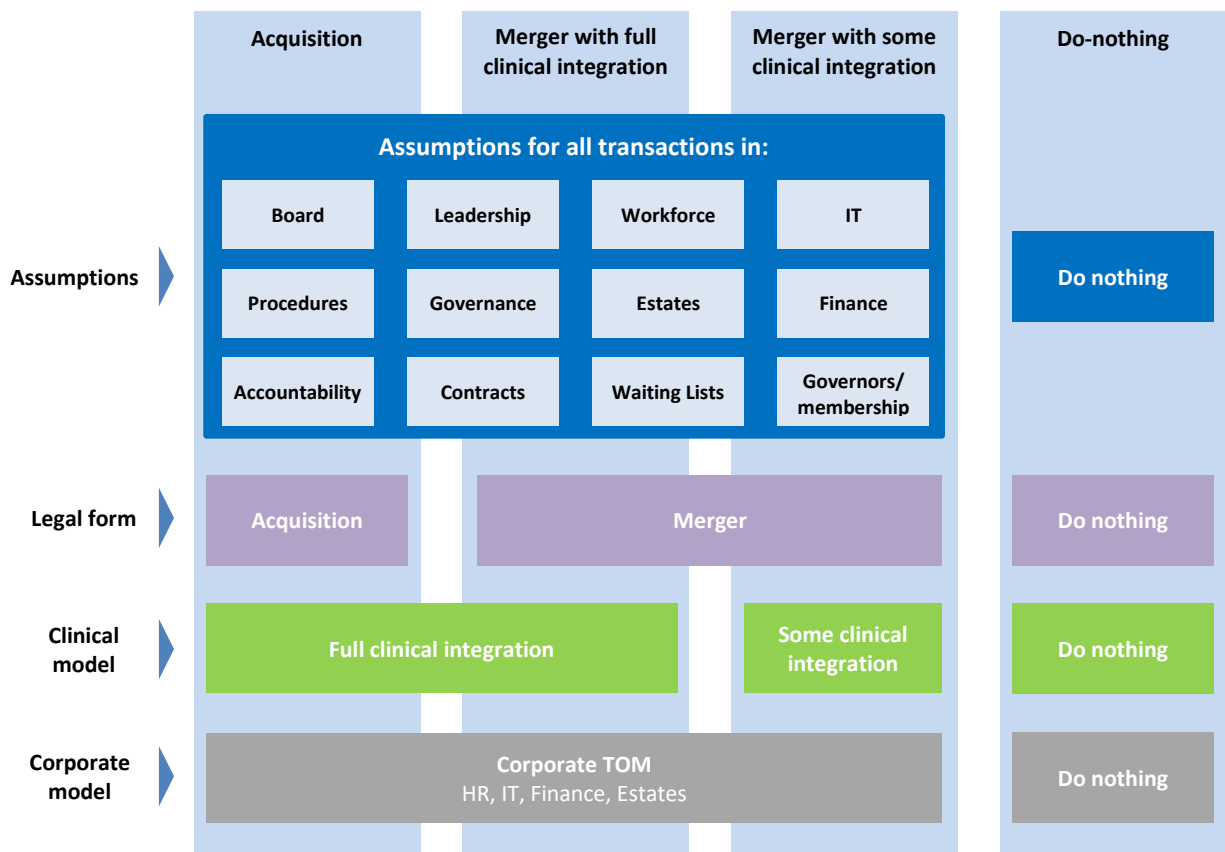 Acquisition
Merger with full
clinical integration
Merger with some
clinical integration
Do-nothing
Assumptions for all transactions in:
Board
Leadership
Workforce
IT
Assumptions
Procedures
Governance
Estates
Finance
Do nothing
Accountability
Contracts
Waiting Lists
Governors/
membership
Legal form
Acquisition
Merger
Do nothing
Clinical
model
Full clinical integration
Some clinical
integration
Do nothing
Corporate
model
Corporate TOM
HR, IT, Finance, Estates
Do nothing